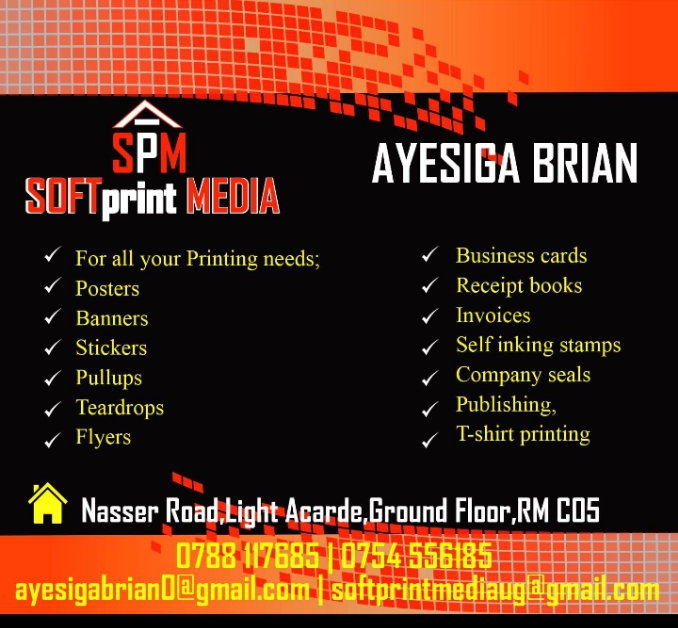 SPM
SOFTprint MEDIA
AYESIGA BRIAN
For all your Printing needs;
Posters
Banners
Stickers
Pullups
Teardrops
Flyers
Business cards
Receipt books
Invoices
Self inking stamps
Company seals
Publishing,
T-shirt printing
Nasser Road,Light Acarde,Ground Floor,RM C05
0788 117685 | 0754 556185
ayesigabrian0@gmail.com | softprintmediaug@gmail.com